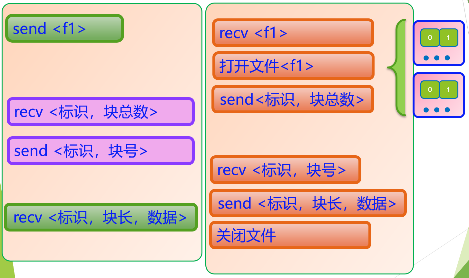 send <f1>
recv <标识，块总数>
send <标识，块号>
recv <标识，块长，数据>
recv <f1>
打开文件<f1>
send<标识，块总数>
recv <标识，块号>
send <标识，块长，数据>
关闭文件
0 1
0 1